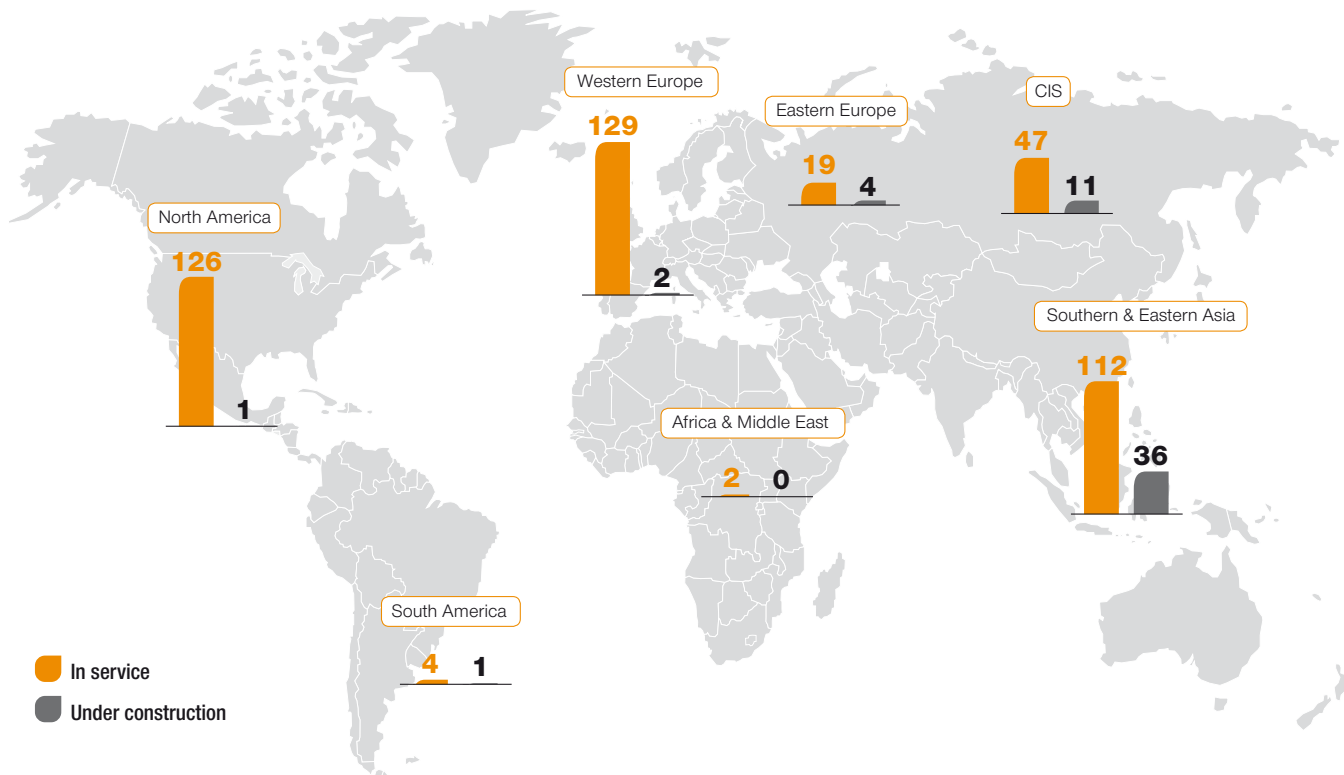 Western Europe
129
2
Eastern Europe
19
4
CIS
47
11
North America
126
1
Southern & Eastern Asia
112
36
Africa & Middle East
2
0
South America
4
1
In service
Under construction